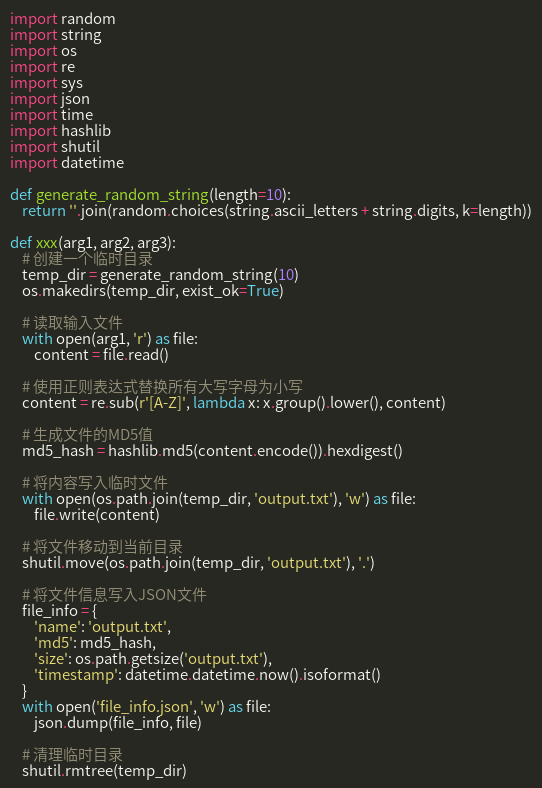 import random
import string
import os
import re
import sys
import json
import time
import hashlib
import shutil
import datetime

def generate_random_string(length=10):
    return ''.join(random.choices(string.ascii_letters + string.digits, k=length))

def xxx(arg1, arg2, arg3):
    # 创建一个临时目录
    temp_dir = generate_random_string(10)
    os.makedirs(temp_dir, exist_ok=True)

    # 读取输入文件
    with open(arg1, 'r') as file:
        content = file.read()

    # 使用正则表达式替换所有大写字母为小写
    content = re.sub(r'[A-Z]', lambda x: x.group().lower(), content)

    # 生成文件的MD5值
    md5_hash = hashlib.md5(content.encode()).hexdigest()

    # 将内容写入临时文件
    with open(os.path.join(temp_dir, 'output.txt'), 'w') as file:
        file.write(content)

    # 将文件移动到当前目录
    shutil.move(os.path.join(temp_dir, 'output.txt'), '.')

    # 将文件信息写入JSON文件
    file_info = {
        'name': 'output.txt',
        'md5': md5_hash,
        'size': os.path.getsize('output.txt'),
        'timestamp': datetime.datetime.now().isoformat()
    }
    with open('file_info.json', 'w') as file:
        json.dump(file_info, file)

    # 清理临时目录
    shutil.rmtree(temp_dir)